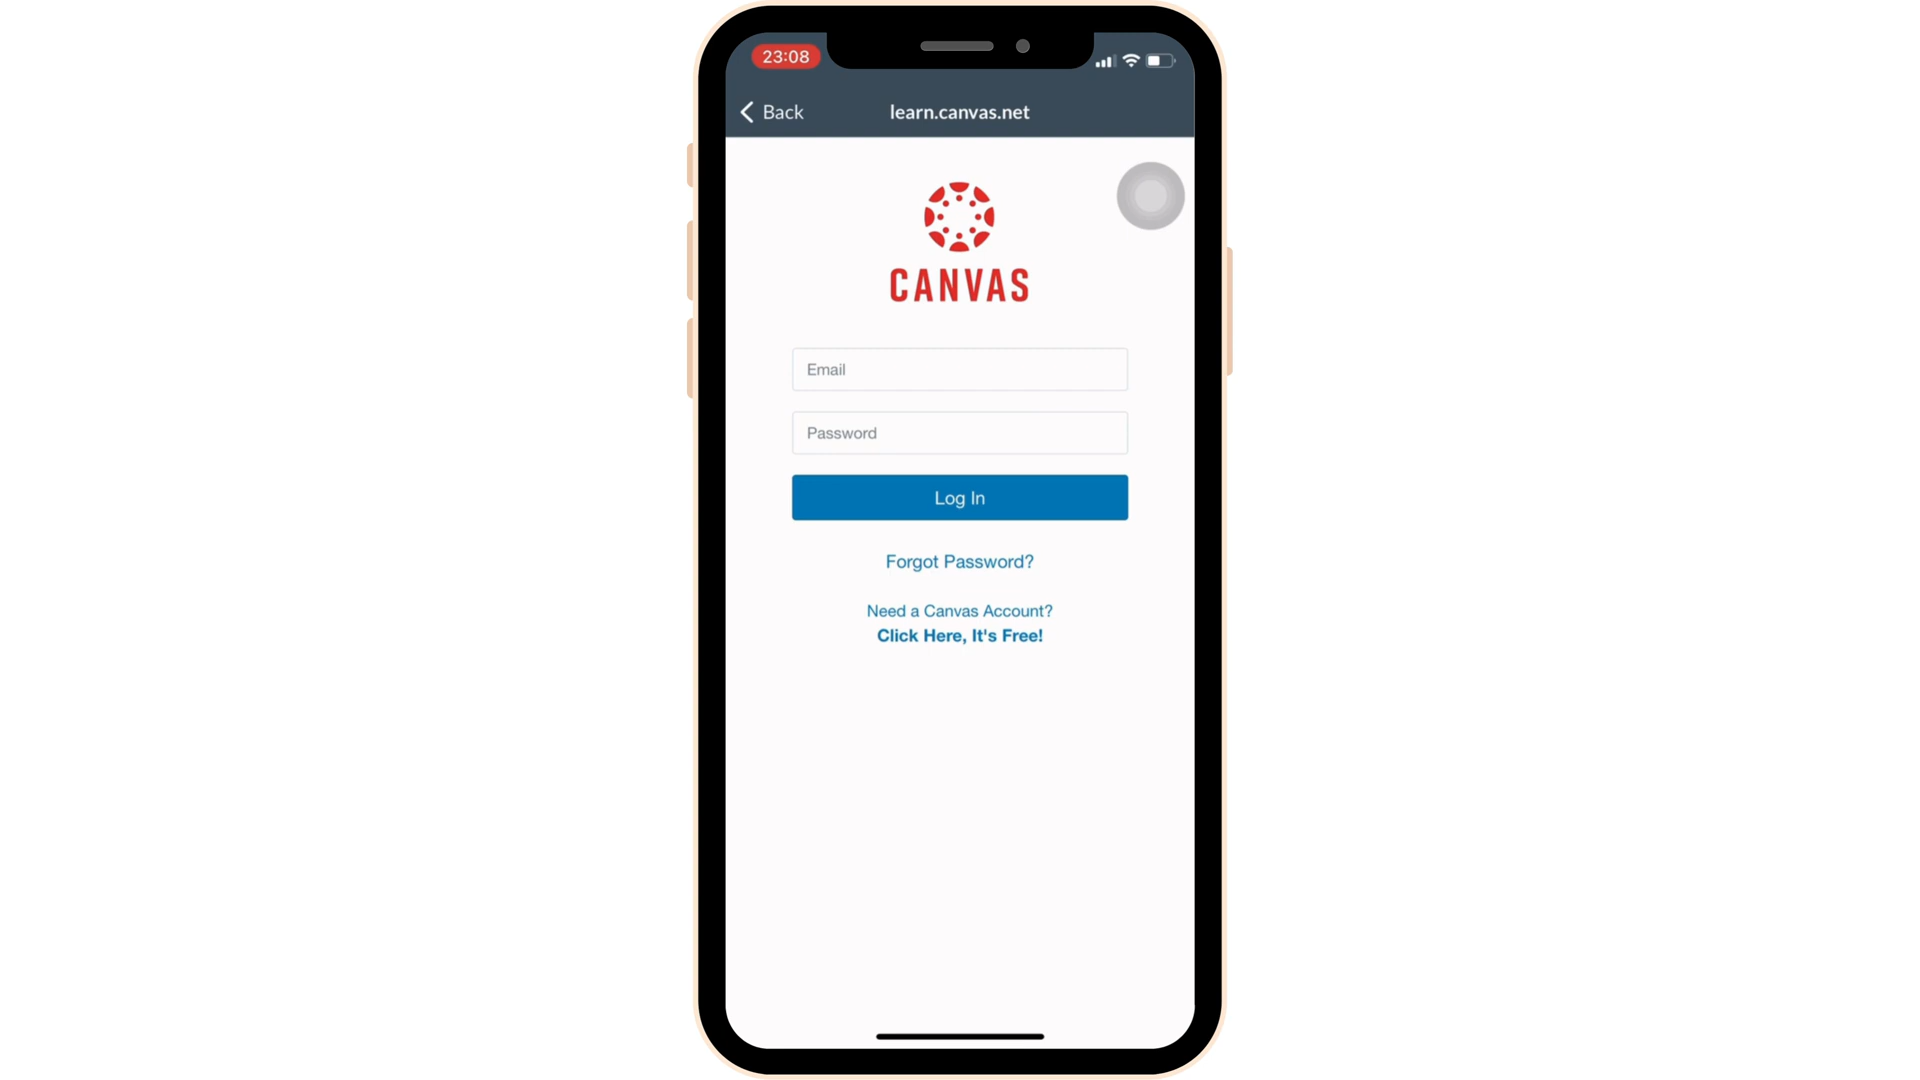 23:08
Back
learn.canvas.net
CANVAS
Email
Password
Log In
Forgot Password?
Need a Canvas Account?
Click Here, It's Free!